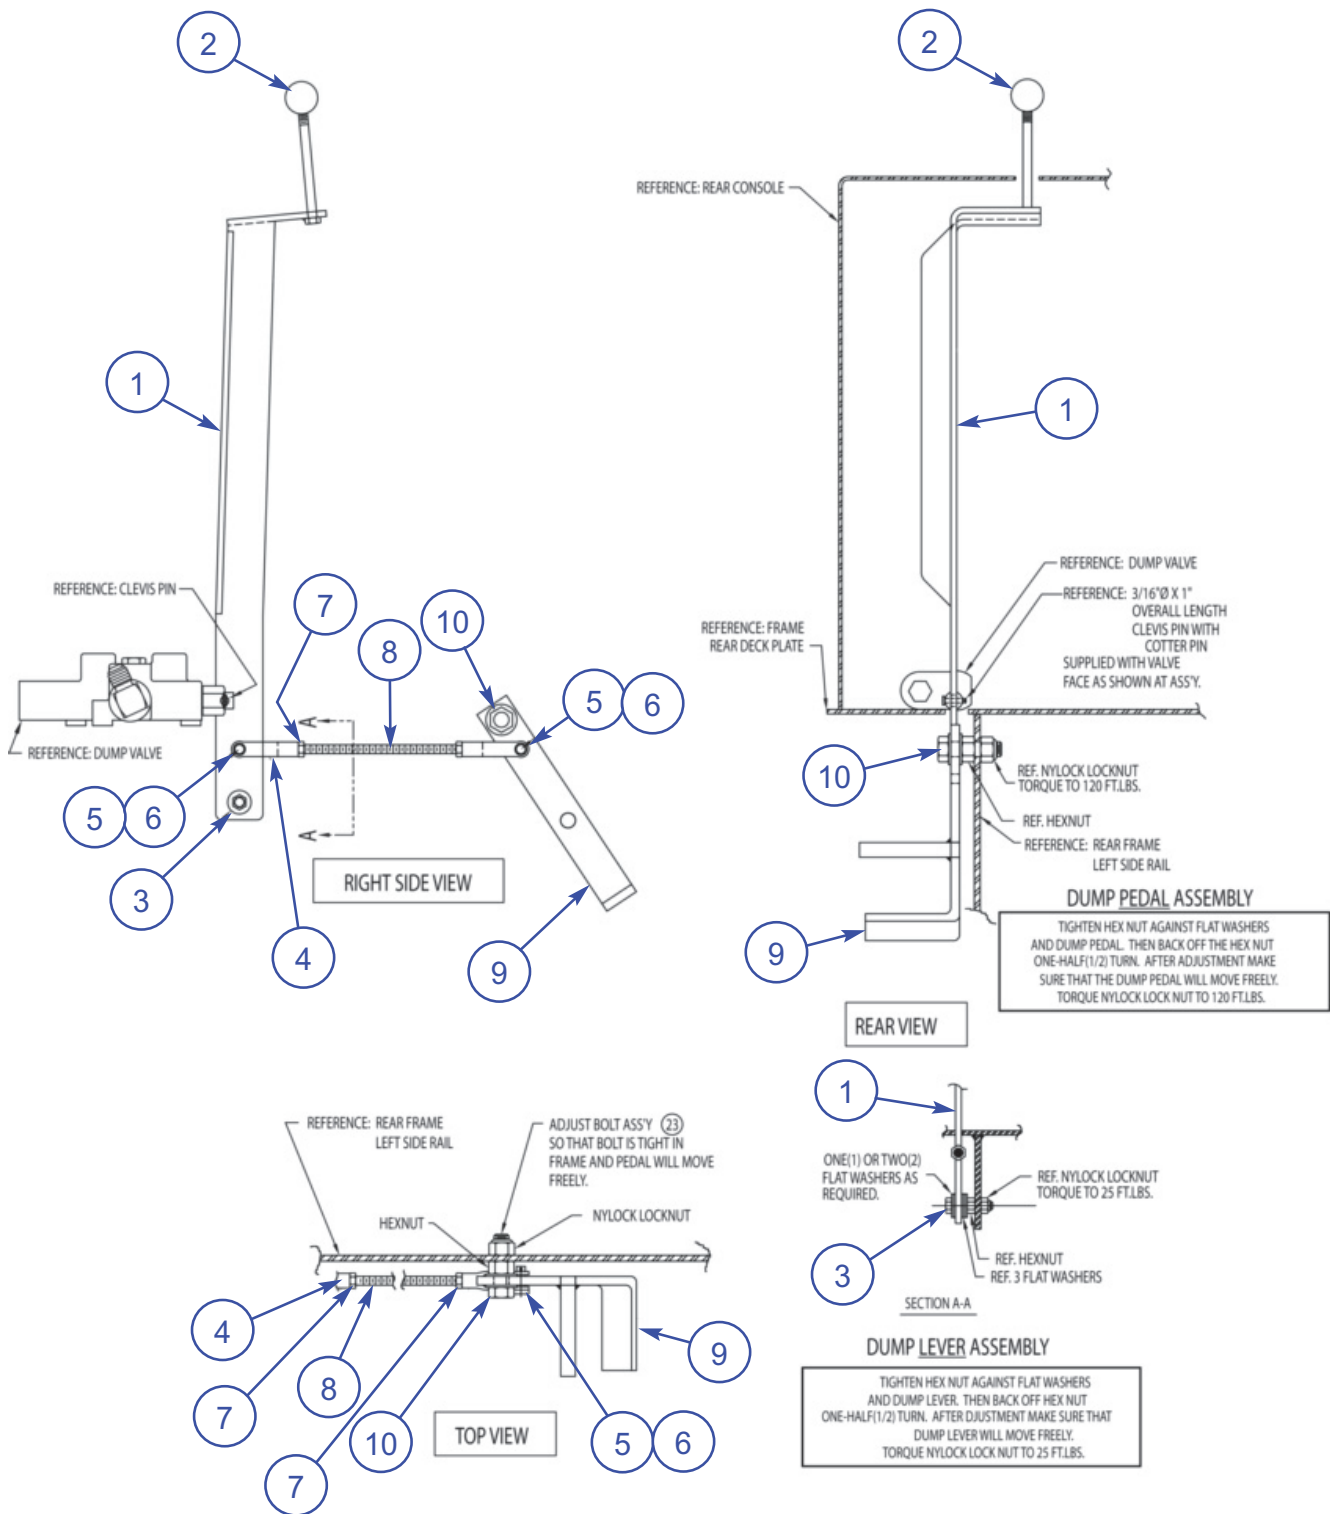 2
2
REFERENCE: REAR CONSOLE
1
1
REFERENCE: CLEVIS PIN
7
8
10
5 6
REFERENCE: DUMP VALVE
A
A
5 6
3
4
9
RIGHT SIDE VIEW
REFERENCE: DUMP VALVE
REFERENCE: 3/16"Ø X 1"
OVERALL LENGTH
CLEVIS PIN WITH
COTTER PIN
SUPPLIED WITH VALVE
FACE AS SHOWN AT ASS'Y.
REFERENCE: FRAME
REAR DECK PLATE
10
REF. NYLOCK LOCKNUT
TORQUE TO 120 FT.LBS.
REF. HEXNUT
REFERENCE: REAR FRAME
LEFT SIDE RAIL
9
DUMP PEDAL ASSEMBLY
TIGHTEN HEX NUT AGAINST FLAT WASHERS
AND DUMP PEDAL. THEN BACK OFF THE HEX NUT
ONE-HALF(1/2) TURN. AFTER ADJUSTMENT MAKE
SURE THAT THE DUMP PEDAL WILL MOVE FREELY.
TORQUE NYLOCK LOCK NUT TO 120 FT.LBS.
REAR VIEW
REFERENCE: REAR FRAME
LEFT SIDE RAIL
ADJUST BOLT ASS'Y 23
SO THAT BOLT IS TIGHT IN
FRAME AND PEDAL WILL MOVE
FREELY.
HEXNUT
NYLOCK LOCKNUT
4
7
8
7
10
5 6
9
TOP VIEW
1
ONE(1) OR TWO(2)
FLAT WASHERS AS
REQUIRED.
REF. NYLOCK LOCKNUT
TORQUE TO 25 FT.LBS.
3
REF. HEXNUT
REF. 3 FLAT WASHERS
SECTION A-A
DUMP LEVER ASSEMBLY
TIGHTEN HEX NUT AGAINST FLAT WASHERS
AND DUMP LEVER. THEN BACK OFF HEX NUT
ONE-HALF(1/2) TURN. AFTER DJUSTMENT MAKE SURE THAT
DUMP LEVER WILL MOVE FREELY.
TORQUE NYLOCK LOCK NUT TO 25 FT.LBS.